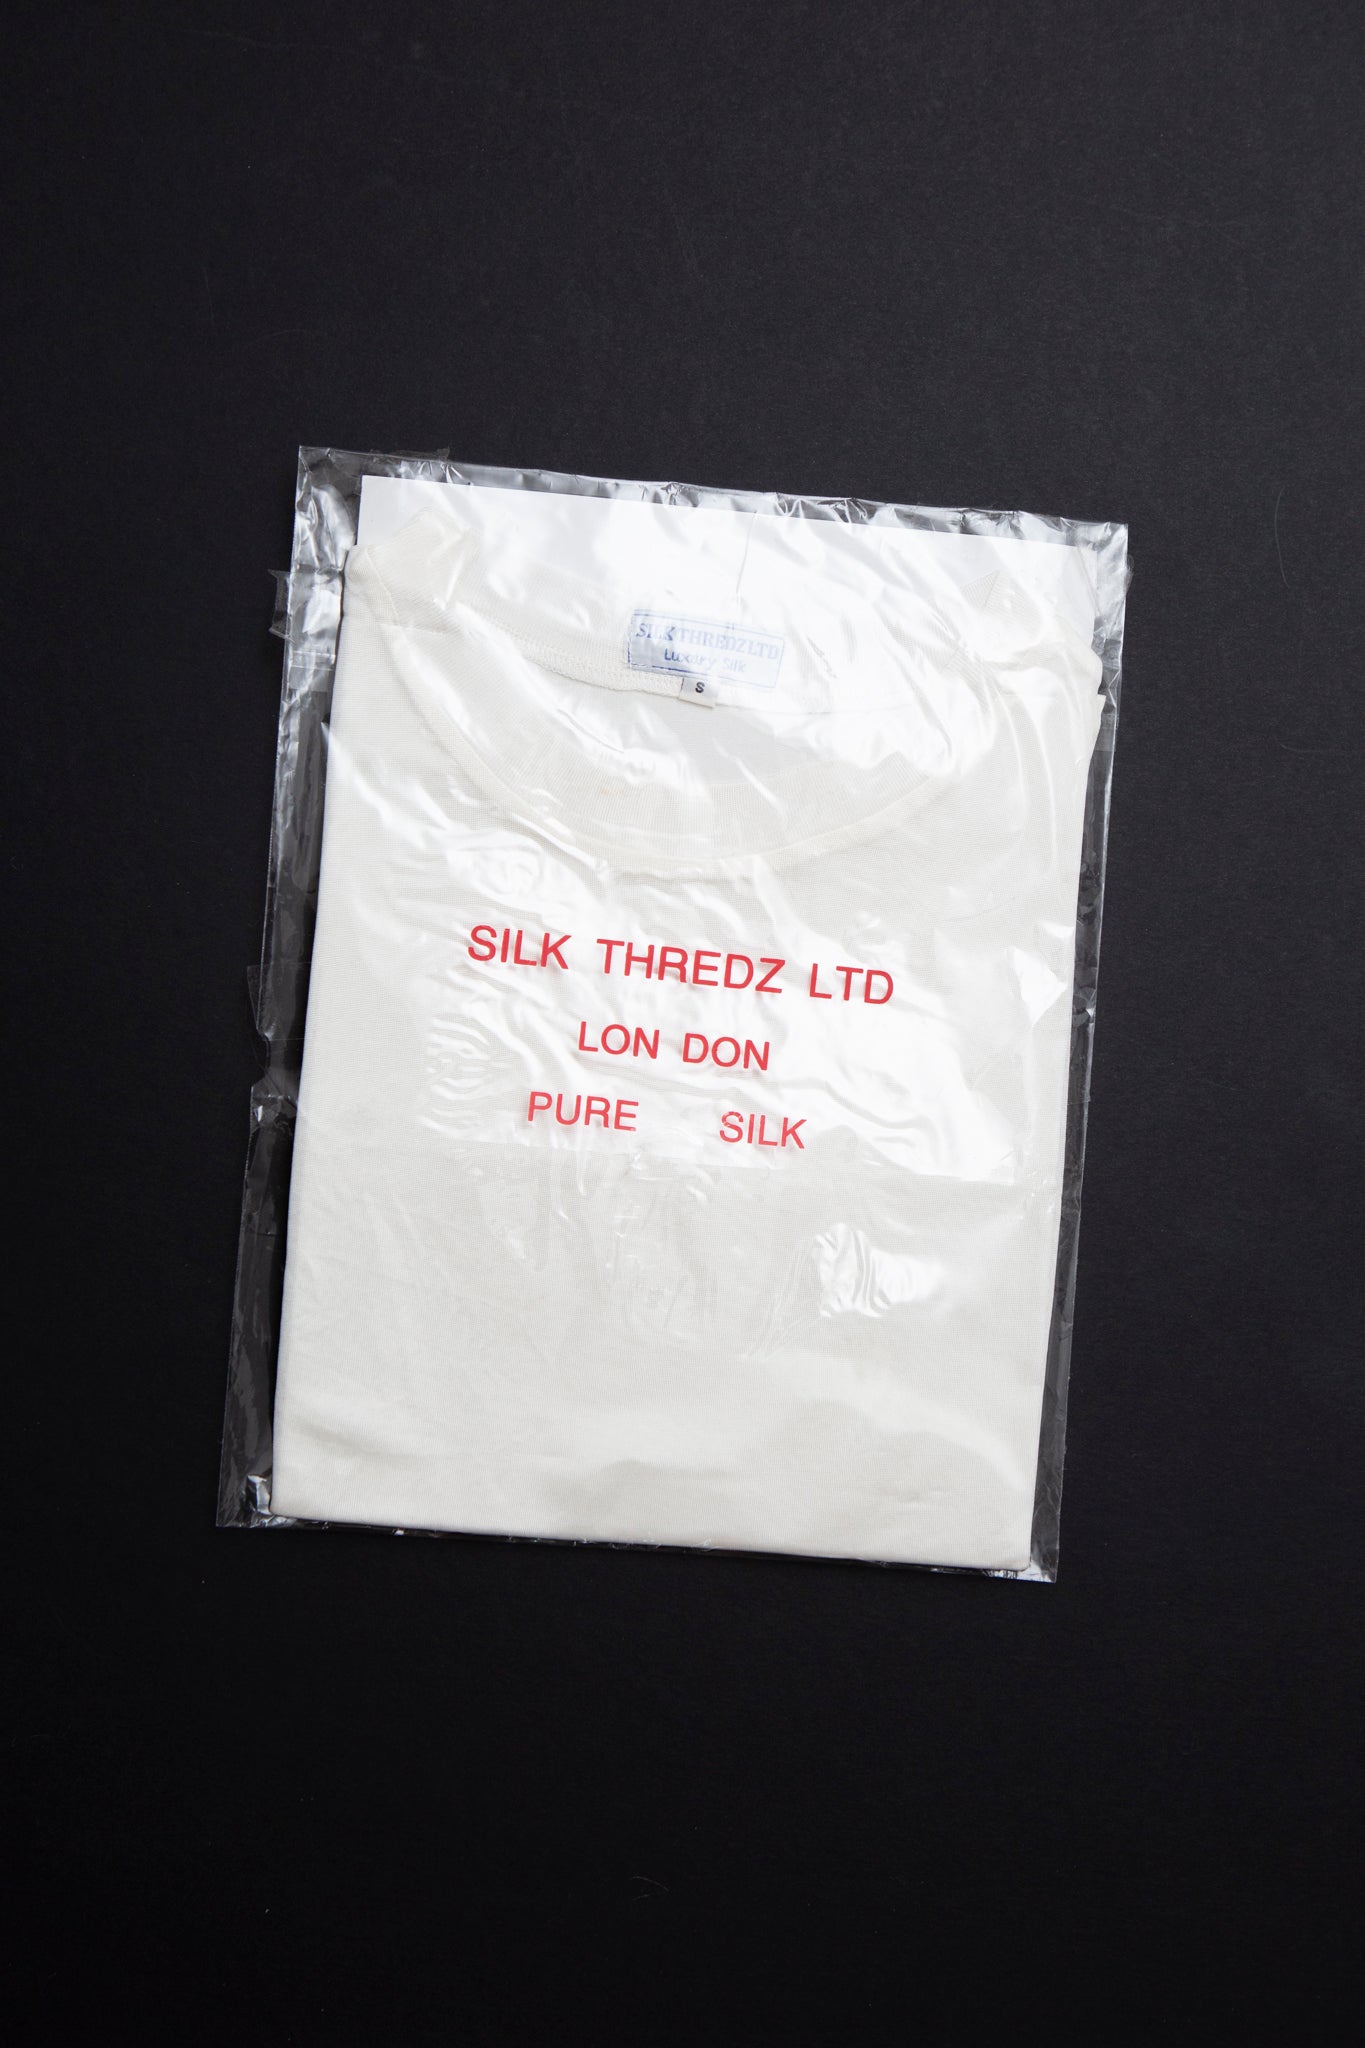 SILK THREDZ LTD
Luxury Silk
S
SILK THREDZ LTD
LON DON
PURE SILK